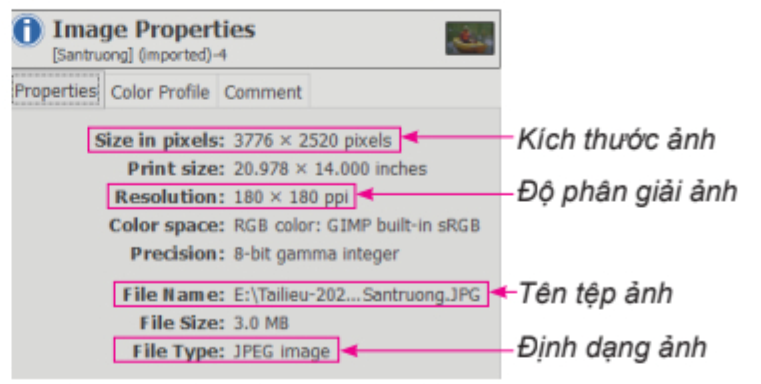 Image Properties
[Santruong] (imported)-4
Properties Color Profile Comment
Size in pixels: 3776 × 2520 pixels Kích thước ảnh
Print size: 20.978 × 14.000 inches
Resolution: 180 × 180 ppi Độ phân giải ảnh
Color space: RGB color: GIMP built-in sRGB
Precision: 8-bit gamma integer
File Name: E:\Tailieu-202...Santruong.JPG Tên tệp ảnh
File Size: 3.0 MB
File Type: JPEG image Định dạng ảnh